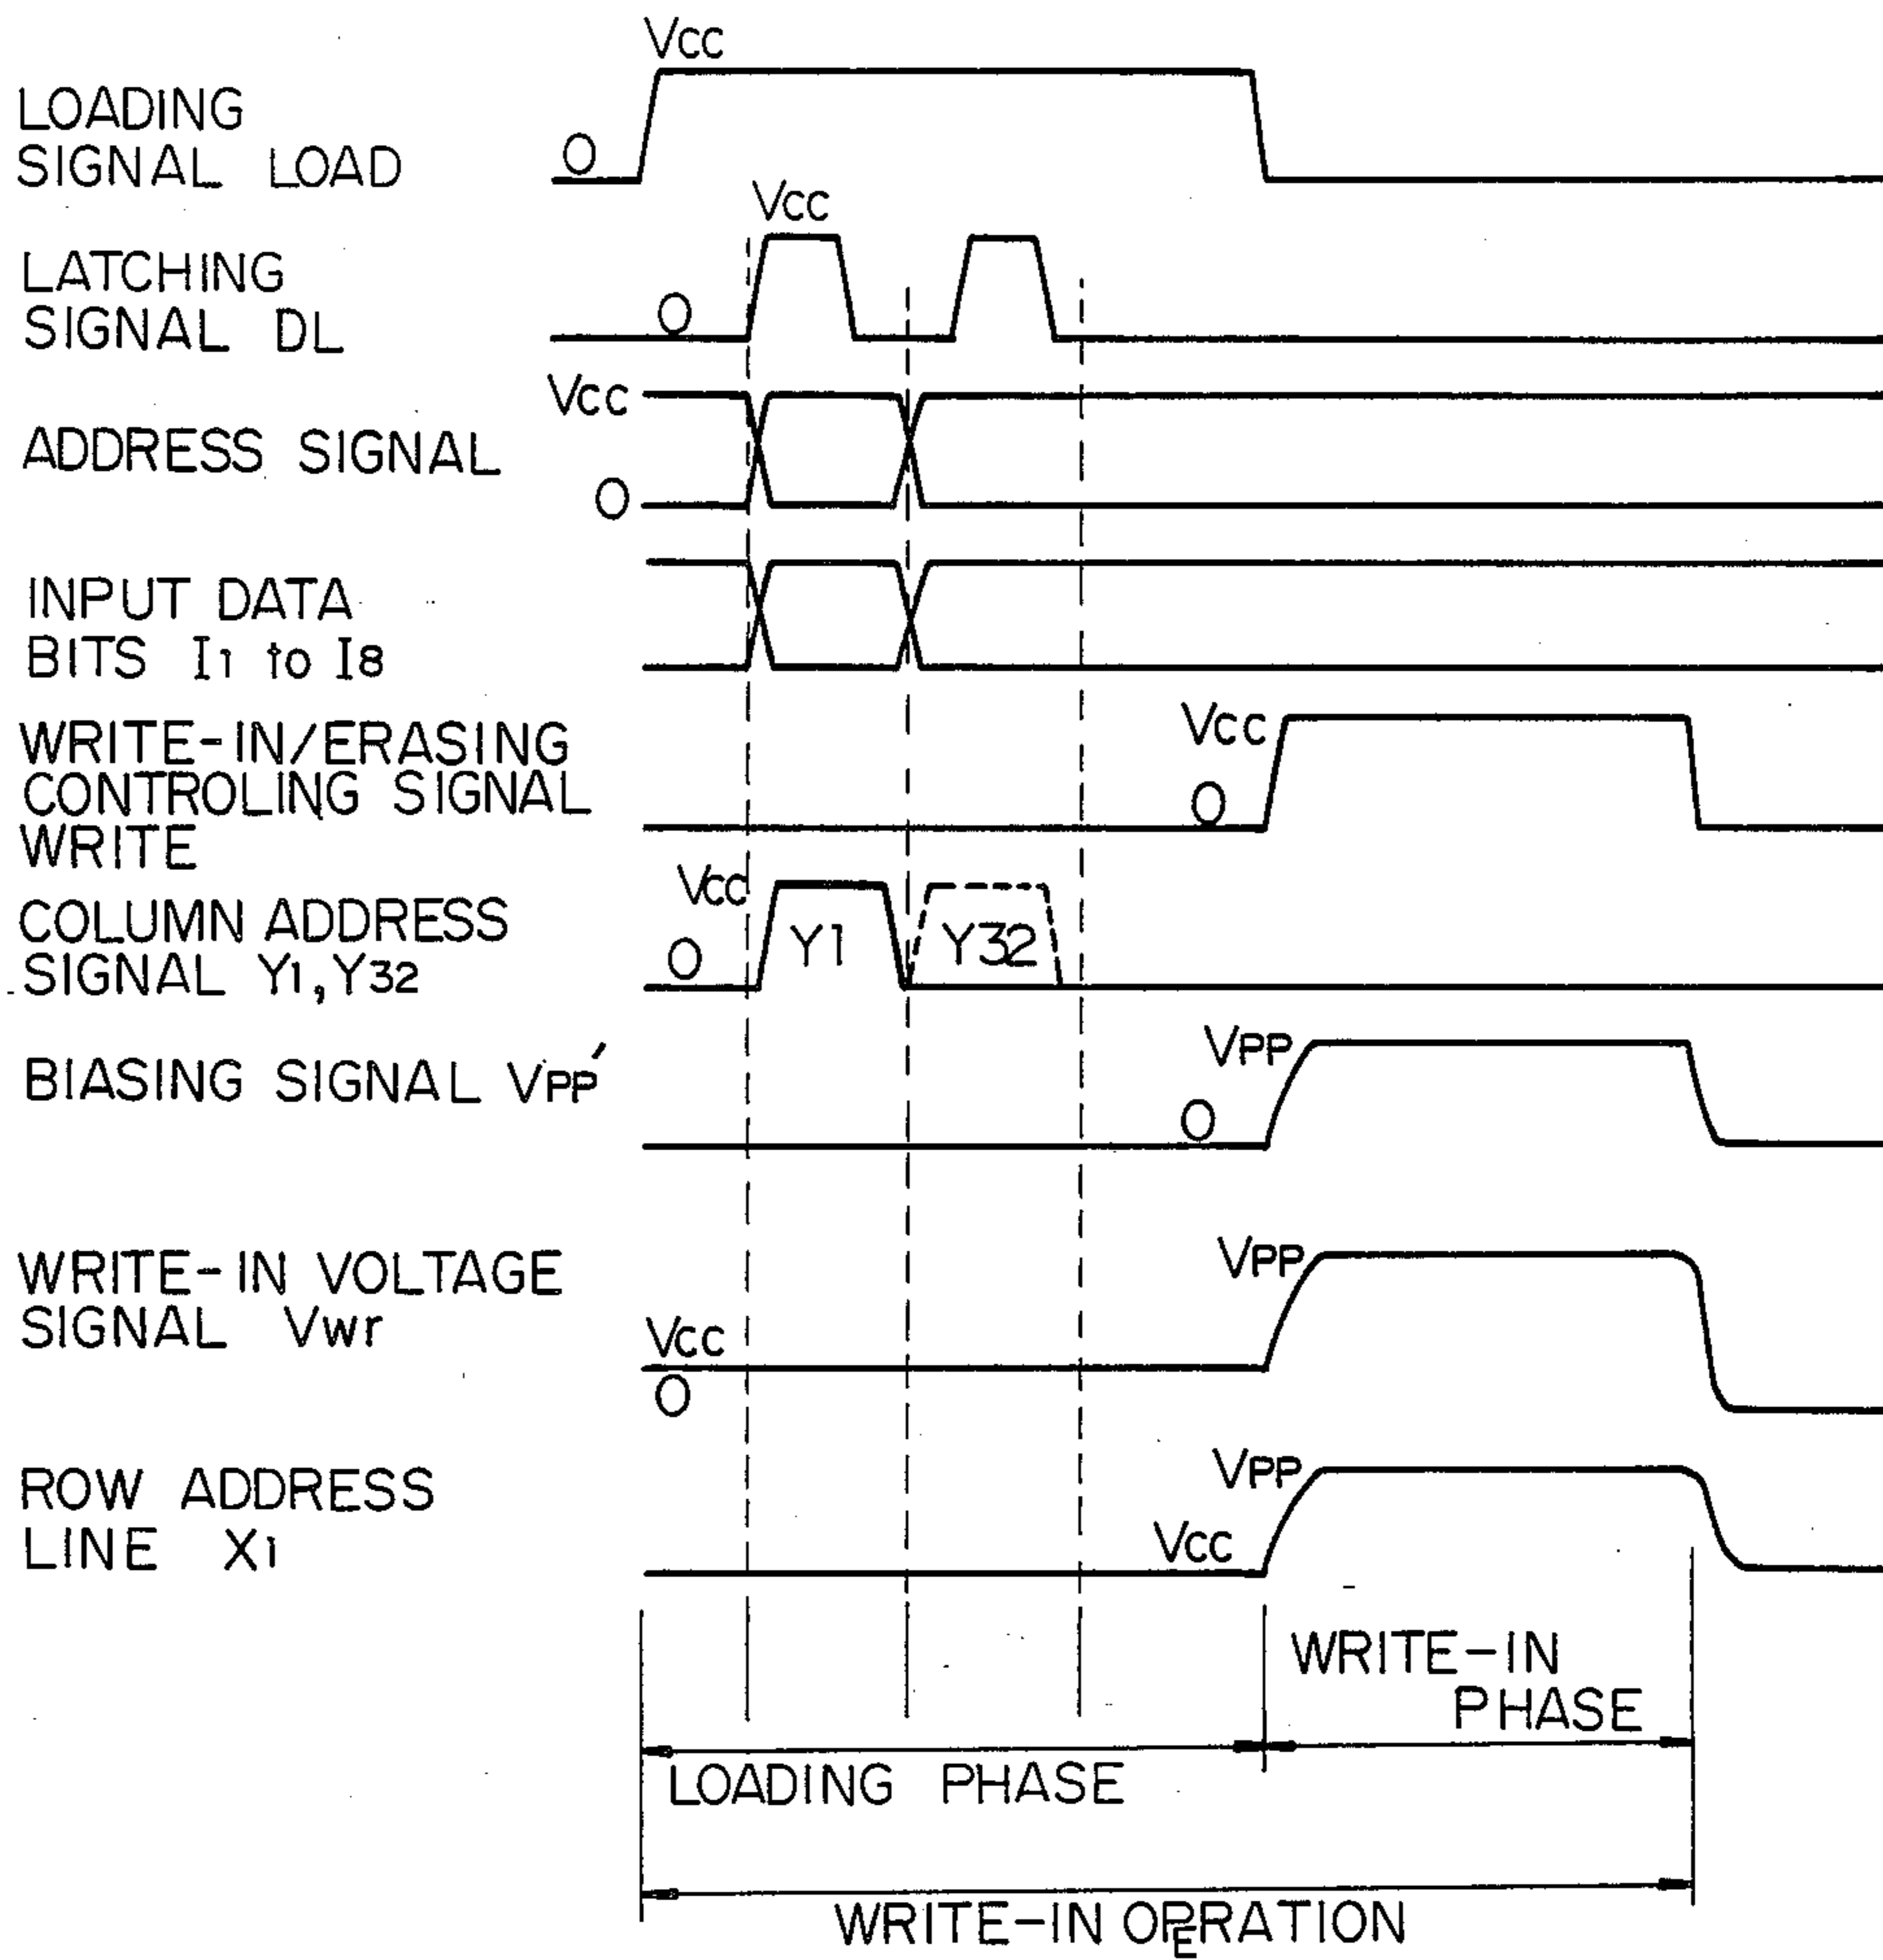 Vcc
LOADING
SIGNAL LOAD
O
Vcc
LATCHING
SIGNAL DL
O
Vcc
ADDRESS SIGNAL
O
INPUT DATA
BITS I1 to I8
WRITE-IN/ERASING
CONTROLING SIGNAL
WRITE
Vcc
O
Vcc
COLUMN ADDRESS
SIGNAL Y1,Y32
O
Y1
Y32
VPP
BIASING SIGNAL VPP'
O
VPP
WRITE-IN VOLTAGE
SIGNAL Vwr
Vcc
O
VPP
ROW ADDRESS
LINE X1
Vcc
WRITE-IN
PHASE
LOADING PHASE
WRITE-IN OPERATION